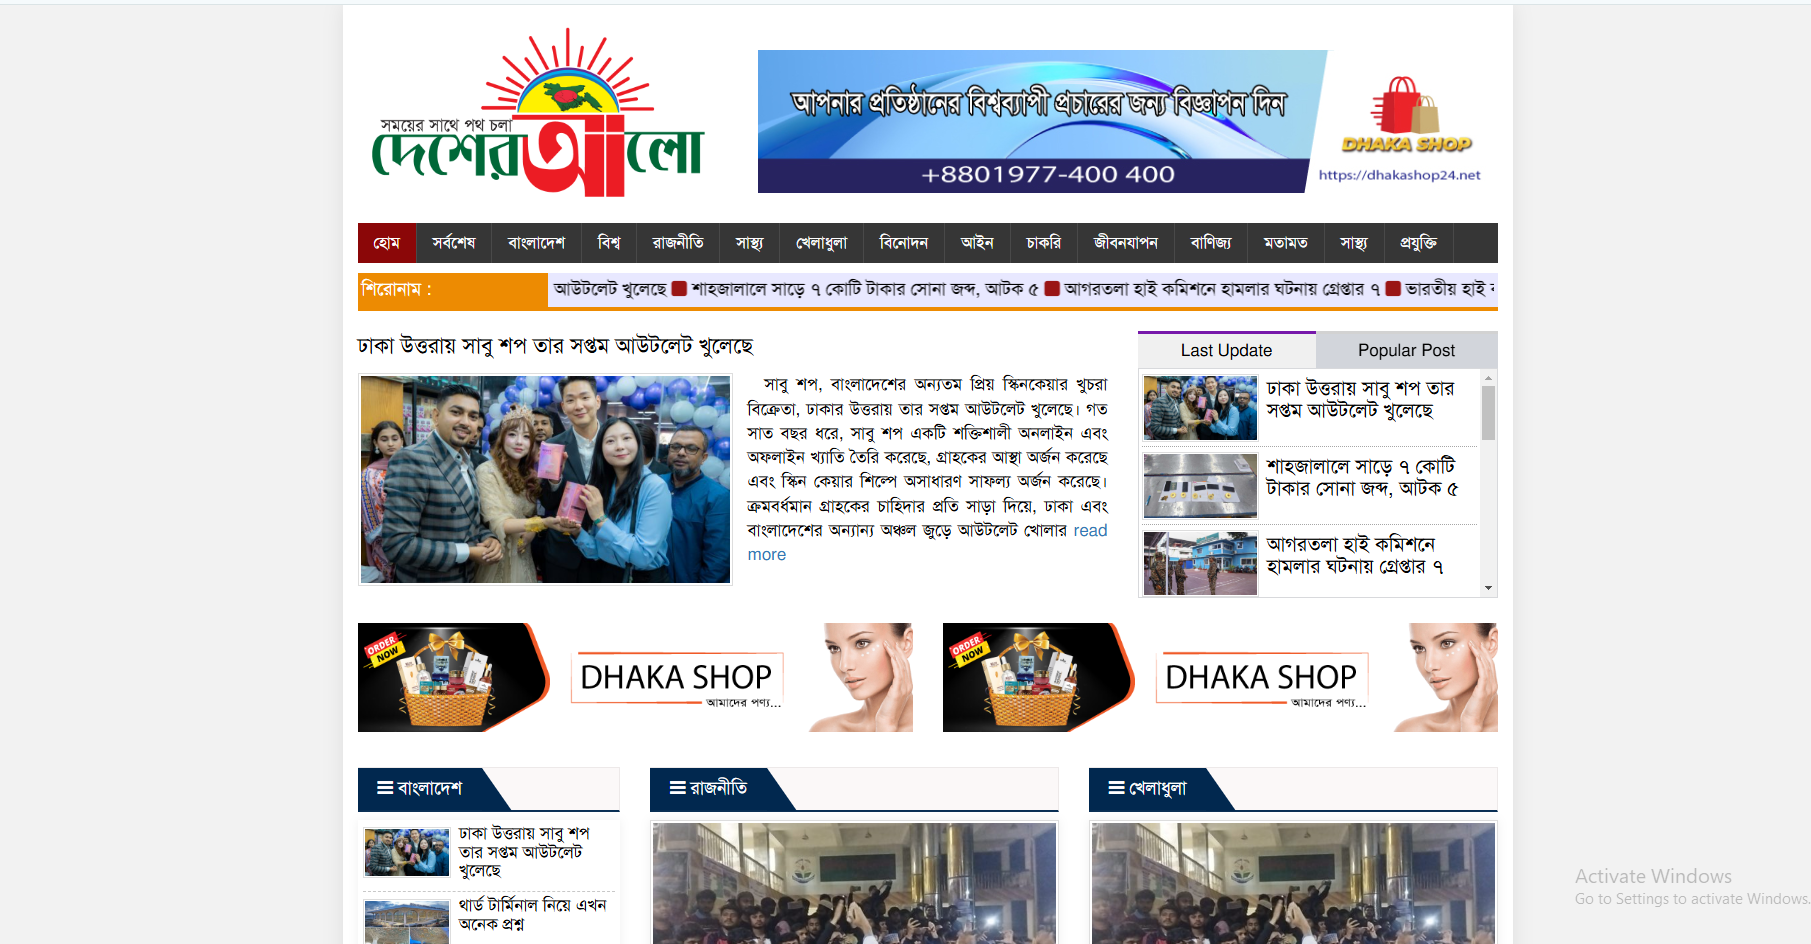 সময়ের সাথে পথ চলা
দেশের আলো
আপনার প্রতিষ্ঠানের বিশ্বব্যাপী প্রচারের জন্য বিজ্ঞাপন দিন
+8801977-400 400
DHAKA SHOP
https://dhakashop24.net
হোম সর্বশেষ বাংলাদেশ বিশ্ব রাজনীতি সাস্থ্য খেলাধুলা বিনোদন আইন চাকরি জীবনযাপন বাণিজ্য মতামত সাস্থ্য প্রযুক্তি
শিরোনাম : আউটলেট খুলেছে শাহজালালে সাড়ে ৭ কোটি টাকার সোনা জব্দ, আটক ৫ আগরতলা হাই কমিশনে হামলার ঘটনায় গ্রেপ্তার ৭ ভারতীয় হাই
ঢাকা উত্তরায় সাবু শপ তার সপ্তম আউটলেট খুলেছে
সাবু শপ, বাংলাদেশের অন্যতম প্রিয় স্কিনকেয়ার খুচরা
বিক্রেতা, ঢাকার উত্তরায় তার সপ্তম আউটলেট খুলেছে। গত
সাত বছর ধরে, সাবু শপ একটি শক্তিশালী অনলাইন এবং
অফলাইন খ্যাতি তৈরি করেছে, গ্রাহকের আস্থা অর্জন করেছে
এবং স্কিন কেয়ার শিল্পে অসাধারণ সাফল্য অর্জন করেছে।
ক্রমবর্ধমান গ্রাহকের চাহিদার প্রতি সাড়া দিয়ে, ঢাকা এবং
বাংলাদেশের অন্যান্য অঞ্চল জুড়ে আউটলেট খোলার read
more
Last Update Popular Post
ঢাকা উত্তরায় সাবু শপ তার
সপ্তম আউটলেট খুলেছে
শাহজালালে সাড়ে ৭ কোটি
টাকার সোনা জব্দ, আটক ৫
আগরতলা হাই কমিশনে
হামলার ঘটনায় গ্রেপ্তার ৭
ORDER
NOW
DHAKA SHOP
আমাদের পণ্য...
ORDER
NOW
DHAKA SHOP
আমাদের পণ্য...
বাংলাদেশ
ঢাকা উত্তরায় সাবু শপ
তার সপ্তম আউটলেট
খুলেছে
থার্ড টার্মিনাল নিয়ে এখন
অনেক প্রশ্ন
রাজনীতি
খেলাধুলা
Activate Windows
Go to Settings to activate Windows.